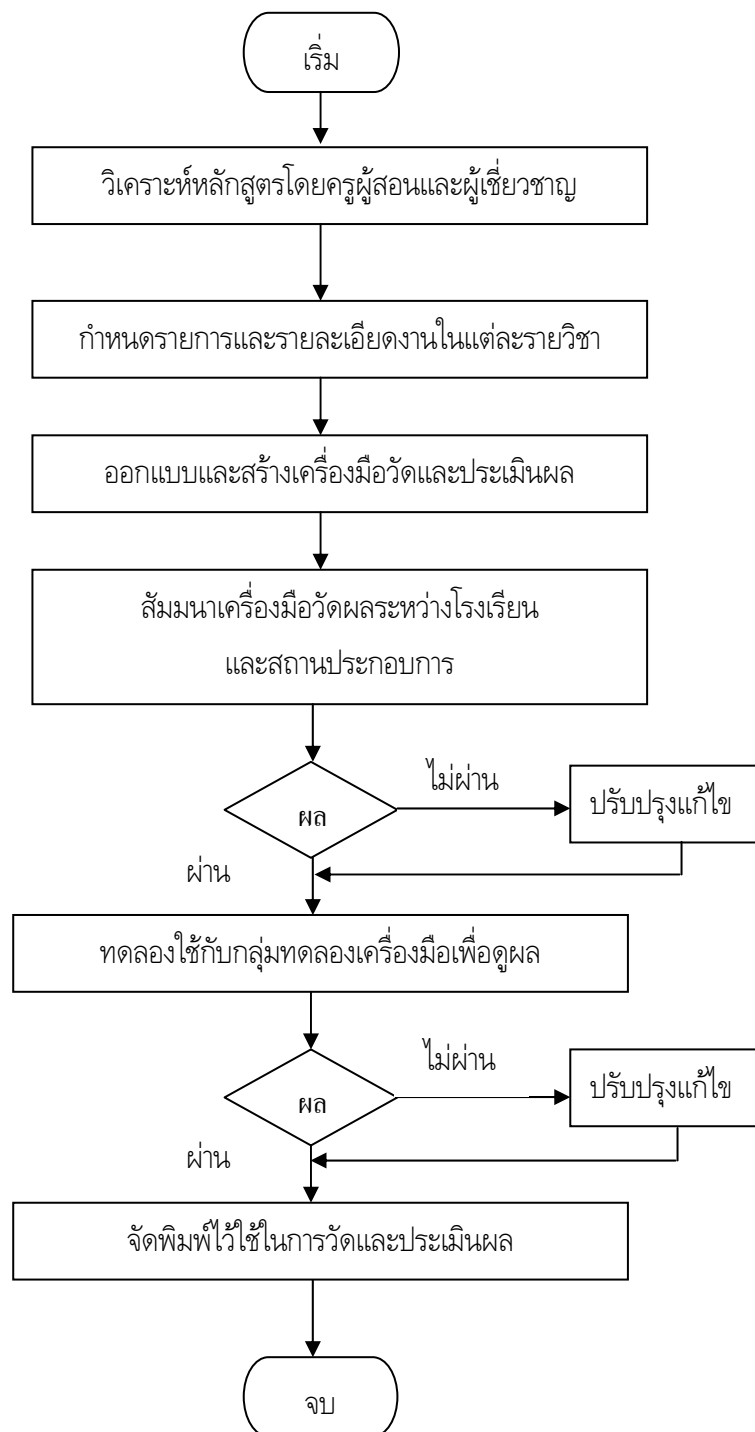 เริ่ม
วิเคราะห์หลักสูตรโดยครูผู้สอนและผู้เชี่ยวชาญ
กำหนดรายการและรายละเอียดงานในแต่ละรายวิชา
ออกแบบและสร้างเครื่องมือวัดและประเมินผล
สัมมนาเครื่องมือวัดผลระหว่างโรงเรียน
และสถานประกอบการ
ไม่ผ่าน
ผล
ปรับปรุงแก้ไข
ผ่าน
ทดลองใช้กับกลุ่มทดลองเครื่องมือเพื่อดูผล
ไม่ผ่าน
ผล
ปรับปรุงแก้ไข
ผ่าน
จัดพิมพ์ไว้ใช้ในการวัดและประเมินผล
จบ